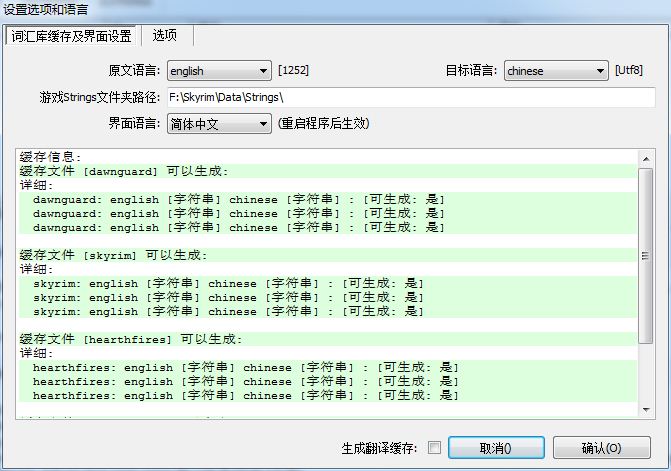 设置选项和语言
词汇库缓存及界面设置 选项
原文语言: english [1252] 目标语言: chinese [Utf8]
游戏Strings文件夹路径: F:\Skyrim\Data\Strings\
界面语言: 简体中文 (重启程序后生效)
缓存信息:
缓存文件 [dawnguard] 可以生成:
详细:
dawnguard: english [字符串] chinese [字符串] : [可生成: 是]
dawnguard: english [字符串] chinese [字符串] : [可生成: 是]
dawnguard: english [字符串] chinese [字符串] : [可生成: 是]
缓存文件 [skyrim] 可以生成:
详细:
skyrim: english [字符串] chinese [字符串] : [可生成: 是]
skyrim: english [字符串] chinese [字符串] : [可生成: 是]
skyrim: english [字符串] chinese [字符串] : [可生成: 是]
缓存文件 [hearthfires] 可以生成:
详细:
hearthfires: english [字符串] chinese [字符串] : [可生成: 是]
hearthfires: english [字符串] chinese [字符串] : [可生成: 是]
hearthfires: english [字符串] chinese [字符串] : [可生成: 是]
生成翻译缓存: 取消() 确认(O)